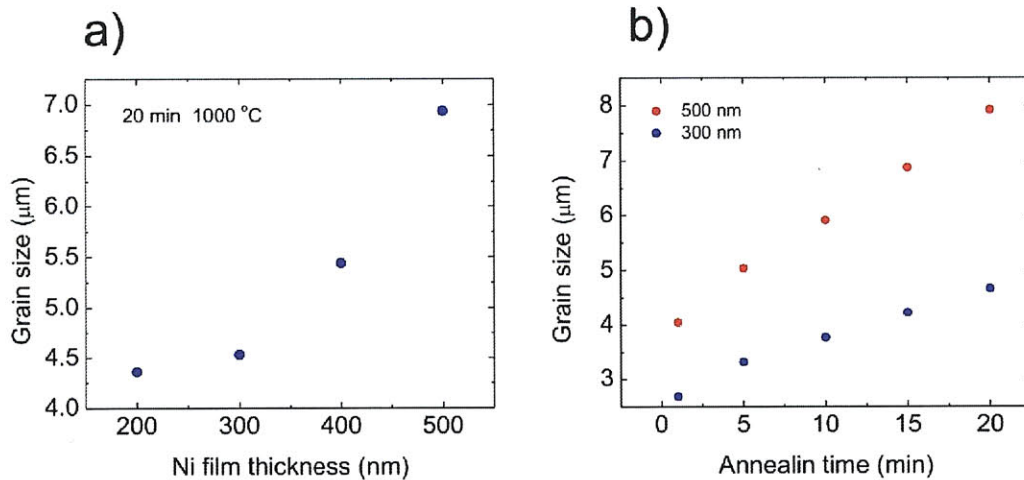 a)
20 min 1000 °C
7.0
6.5
6.0
5.5
5.0
4.5
4.0
Grain size (μm)
200 300 400 500
Ni film thickness (nm)
b)
500 nm
300 nm
8
7
6
5
4
3
Grain size (μm)
0 5 10 15 20
Annealin time (min)